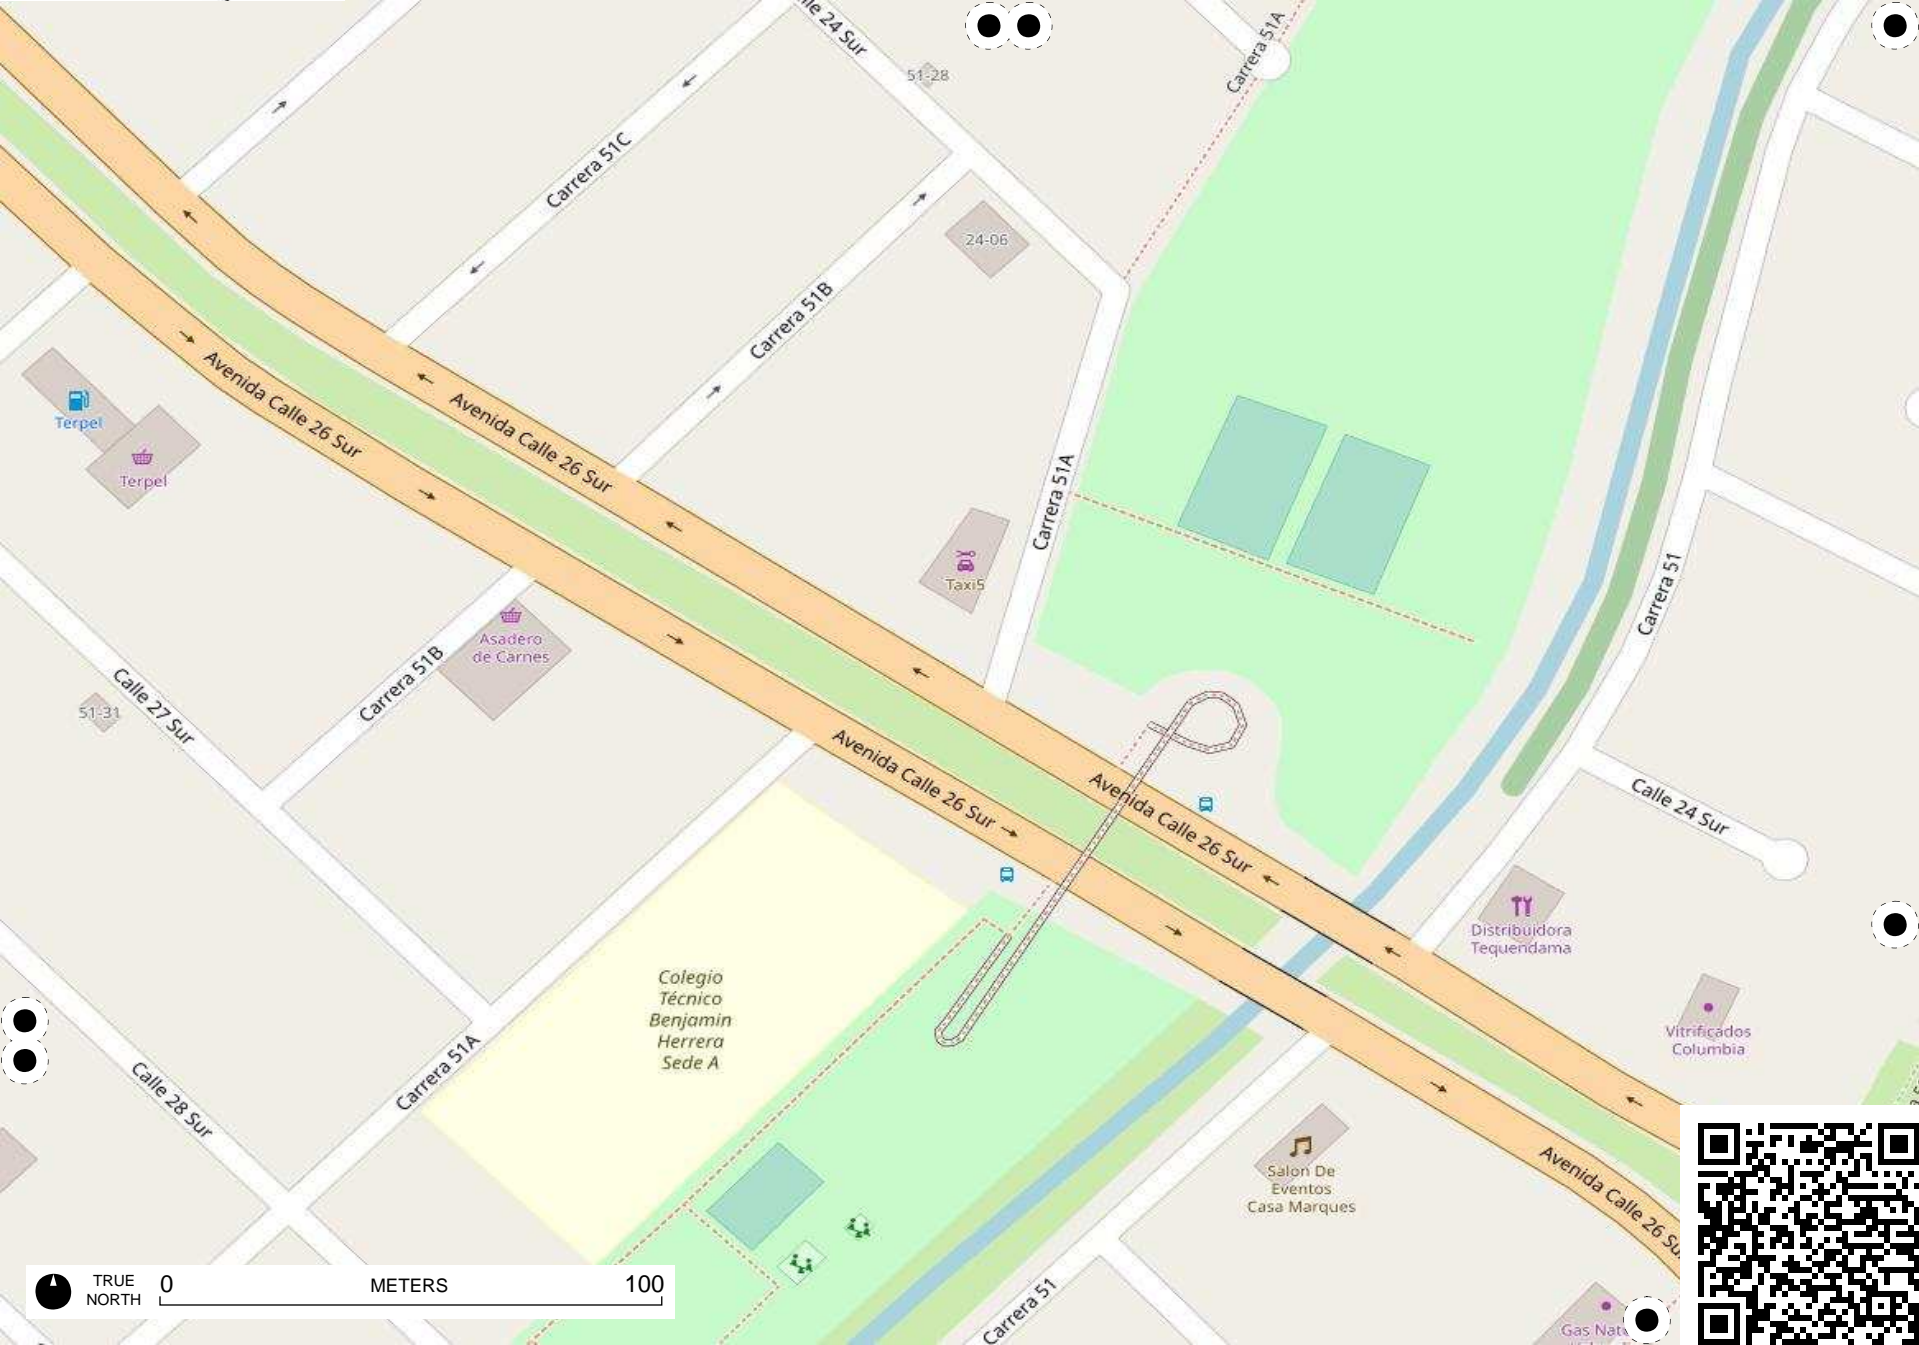 Calle 24 Sur
Carrera 51A
51-28
Carrera 51C
24-06
Carrera 51B
Avenida Calle 26 Sur
Avenida Calle 26 Sur
Terpel
Terpel
Carrera 51A
Taxi5
Carrera 51
Asadero
de Carnes
Carrera 51B
Calle 27 Sur
51-31
Avenida Calle 26 Sur
Avenida Calle 26 Sur
Calle 24 Sur
Distribuidora
Tequendama
Colegio
Técnico
Benjamin
Herrera
Sede A
Vitrificados
Columbia
Carrera 51A
Calle 28 Sur
Salon De
Eventos
Casa Marques
Avenida Calle 26 Su
Carrera 51
Gas Nat
TRUE
NORTH
0 METERS 100